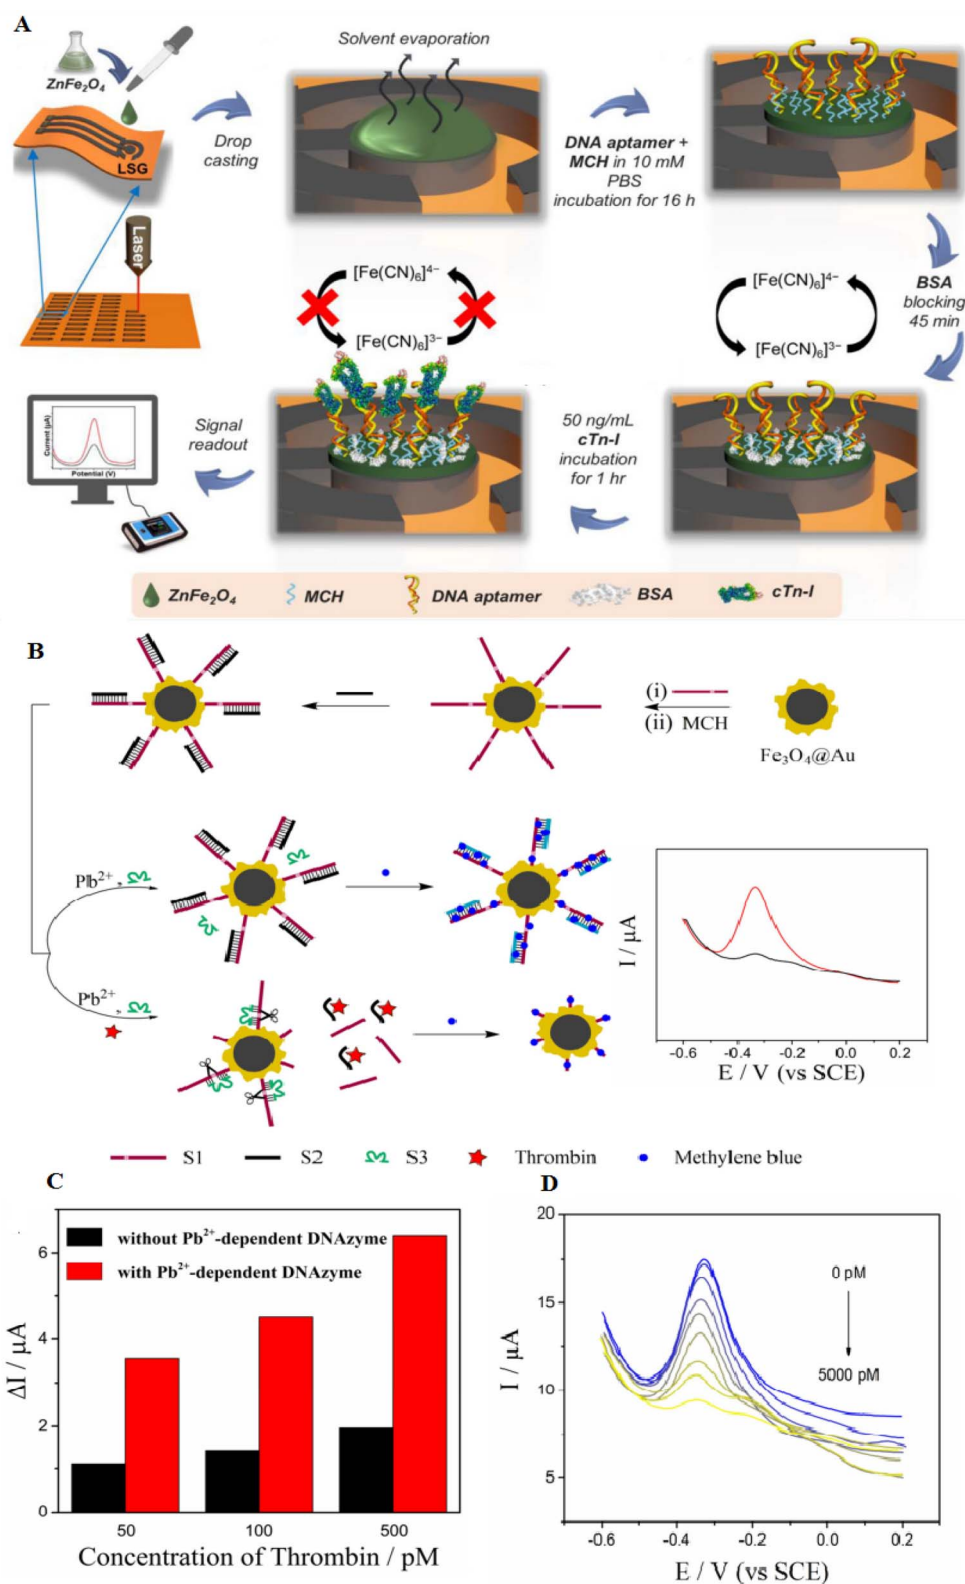 A
ZnFe₂O₄
LSG
Laser
Drop
casting
Solvent evaporation
DNA aptamer +
MCH in 10 mM
PBS
incubation for 16 h
BSA
blocking
45 min
[Fe(CN)₆]⁴⁻
[Fe(CN)₆]³⁻
[Fe(CN)₆]⁴⁻
[Fe(CN)₆]³⁻
50 ng/mL
cTn-I
incubation
for 1 hr
Signal
readout
Current (µA)
Potential (V)
ZnFe₂O₄ MCH DNA aptamer BSA cTn-I
B
(i)
(ii) MCH
Fe₃O₄@Au
Pb²⁺,
Pb²⁺,
I / µA
-0.6 -0.4 -0.2 0.0 0.2
E / V (vs SCE)
S1 S2 S3 Thrombin Methylene blue
C
without Pb²⁺-dependent DNAzyme
with Pb²⁺-dependent DNAzyme
ΔI / µA
6
4
2
0
50 100 500
Concentration of Thrombin / pM
D
20
15
10
5
I / µA
0 pM
5000 pM
-0.6 -0.4 -0.2 0.0 0.2
E / V (vs SCE)